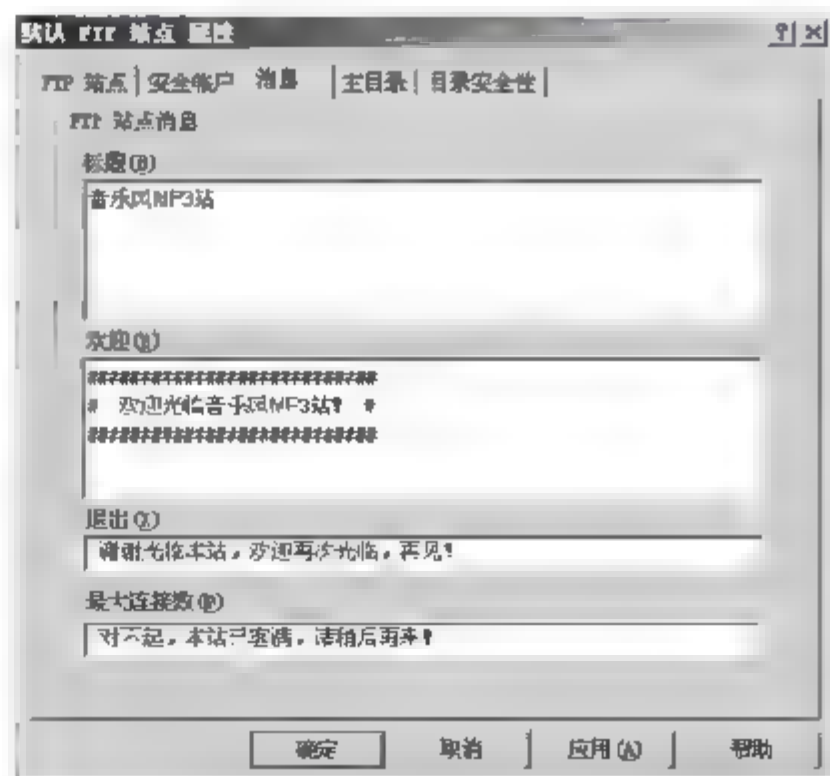 默认 FTP 站点 属性
FTP 站点 安全帐户 消息 主目录 目录安全性
FTP 站点消息
标题(B)
音乐风MP3站
欢迎(W)
#############################
# 欢迎光临音乐风MP3站! #
#############################
退出(X)
谢谢光临本站，欢迎再次光临，再见!
最大连接数(P)
对不起，本站已客满，请稍后再来!
确定 取消 应用(A) 帮助